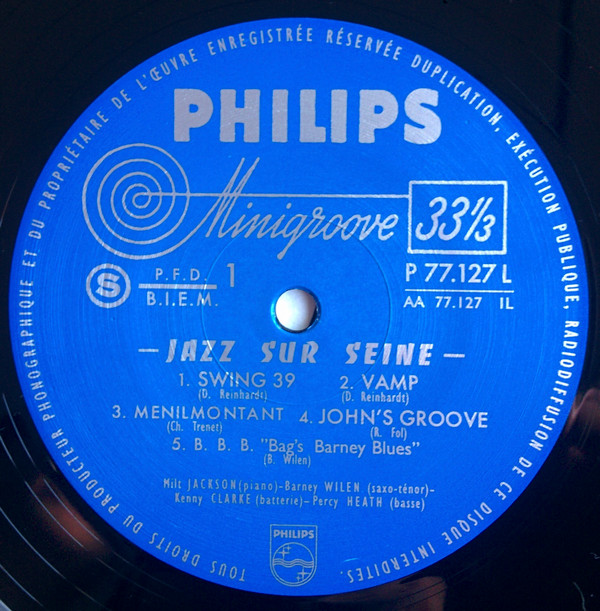 TOUS DROITS DU PRODUCTEUR PHONOGRAPHIQUE ET DU PROPRIÉTAIRE DE L'ŒUVRE ENREGISTRÉE RÉSERVÉE DUPLICATION, EXÉCUTION PUBLIQUE, RADIODIFFUSION DE CE DISQUE INTERDITES.
PHILIPS
Minigroove 33 1/3
S P.F.D. 1 P 77.127 L
B.I.E.M. AA 77.127 IL
—JAZZ SUR SEINE—
1. SWING 39 2. VAMP
(D. Reinhardt) (D. Reinhardt)
3. MENILMONTANT 4. JOHN'S GROOVE
(Ch. Trenet) (R. Fol)
5. B. B. B. "Bag's Barney Blues"
(B. Wilen)
Milt JACKSON (piano)-Barney WILEN (saxo-ténor)-
Kenny CLARKE (batterie)-Percy HEATH (basse)
PHILIPS